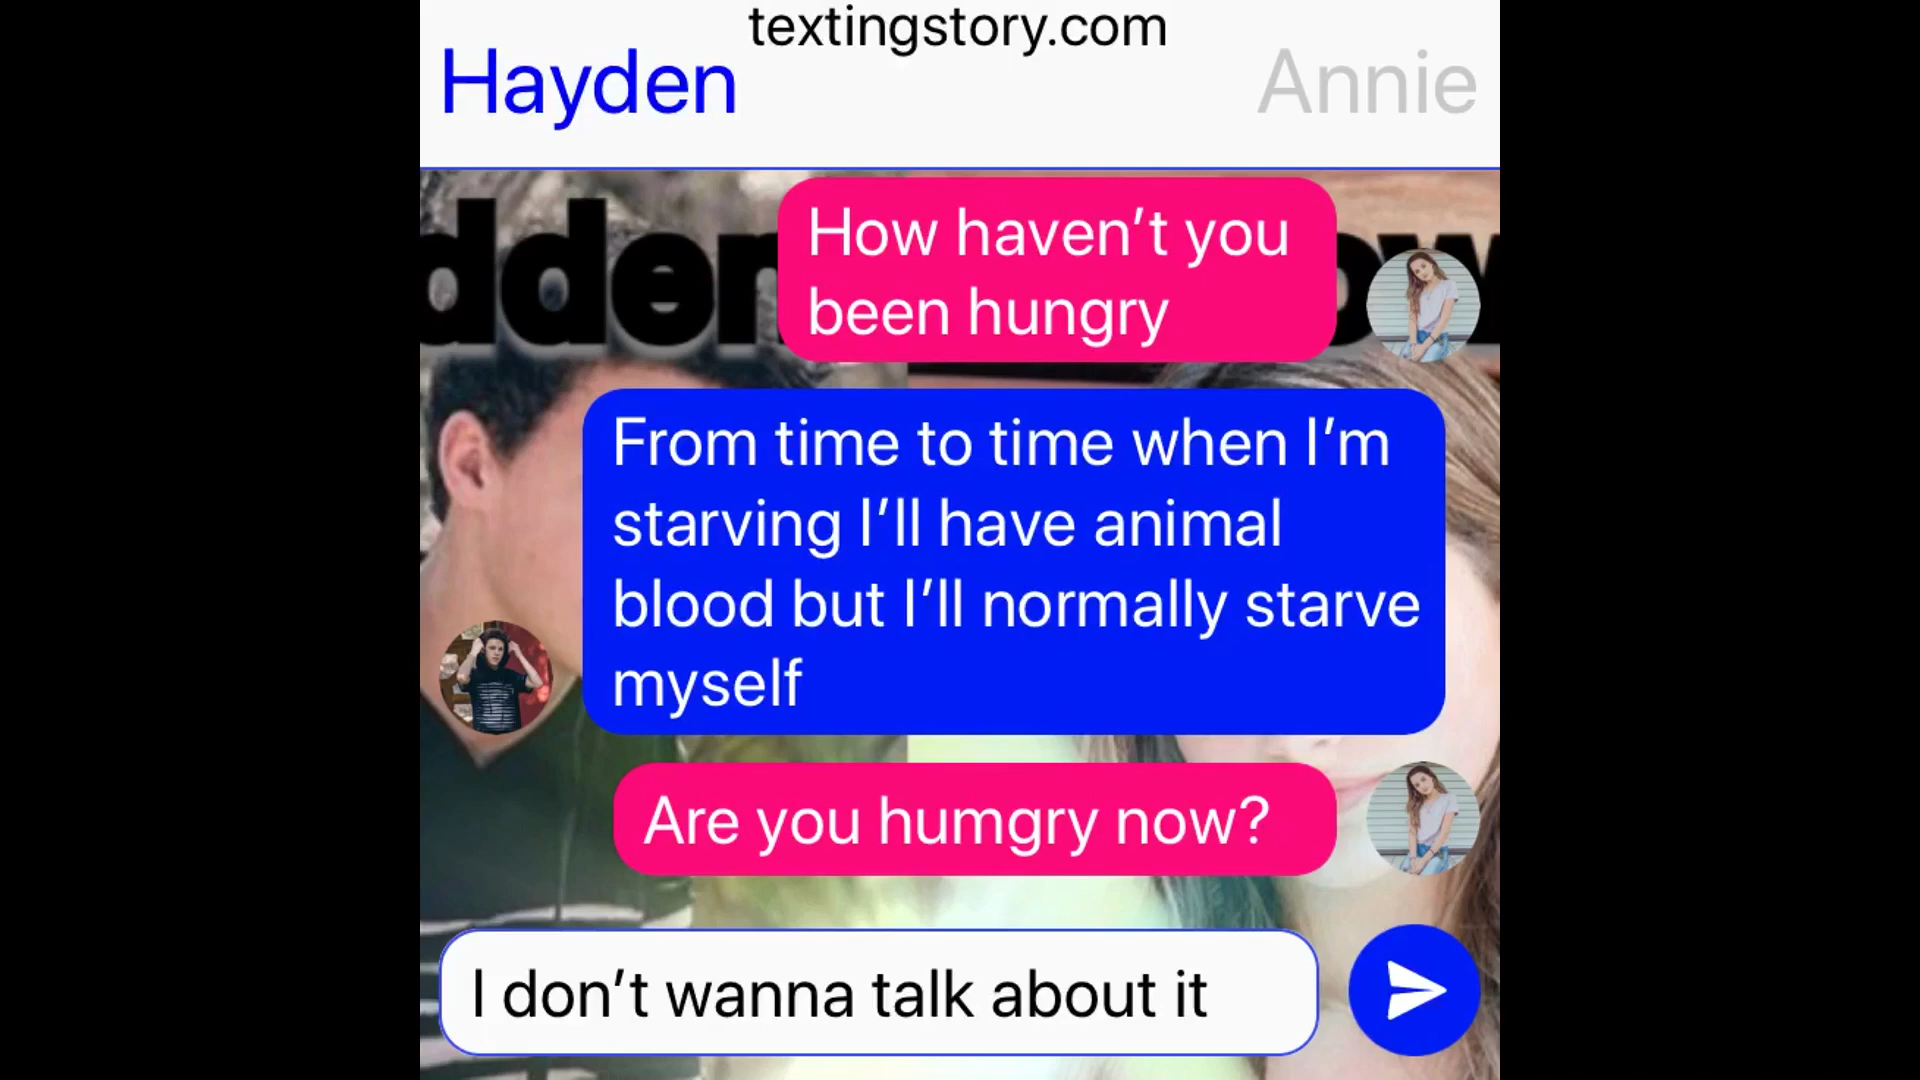 textingstory.com
Hayden
Annie
How haven’t you
been hungry
From time to time when I’m
starving I’ll have animal
blood but I’ll normally starve
myself
Are you humgry now?
I don’t wanna talk about it